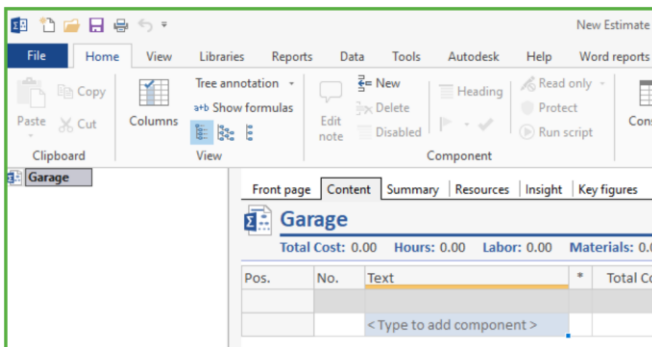 New Estimate
File Home View Libraries Reports Data Tools Autodesk Help Word reports
Paste Copy Cut Columns Tree annotation a+b Show formulas Edit note New Delete Disabled Heading Read only Protect Run script
Clipboard View Component
Garage
Front page Content Summary Resources Insight Key figures
Garage
Total Cost: 0.00 Hours: 0.00 Labor: 0.00 Materials:
Pos. No. Text * Total
<Type to add component>